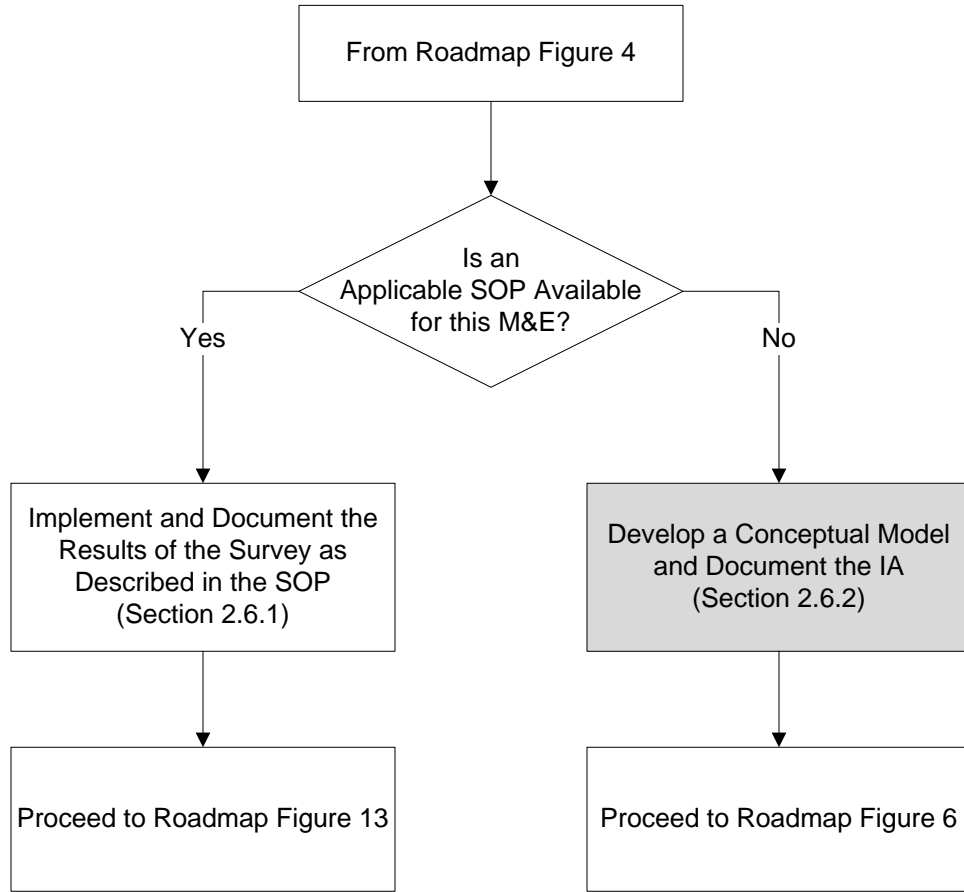 From Roadmap Figure 4
Is an
Applicable SOP Available
for this M&E?
Yes
No
Implement and Document the
Results of the Survey as
Described in the SOP
(Section 2.6.1)
Develop a Conceptual Model
and Document the IA
(Section 2.6.2)
Proceed to Roadmap Figure 13
Proceed to Roadmap Figure 6